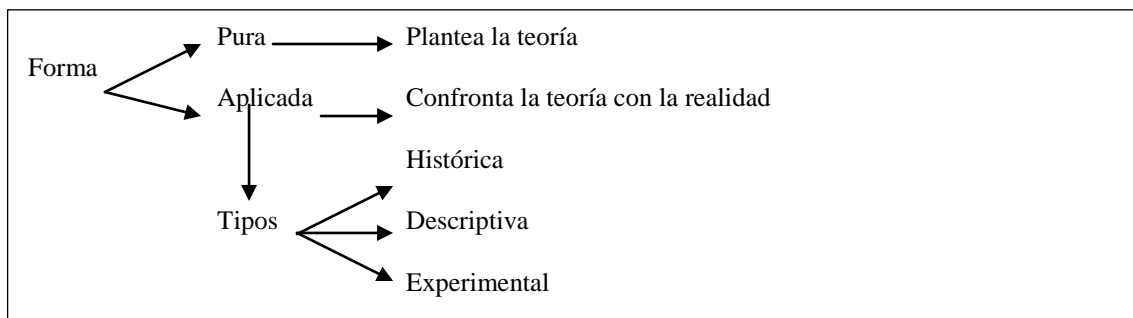 Pura Plantea la teoría
Forma
Aplicada Confronta la teoría con la realidad
Histórica
Tipos Descriptiva
Experimental